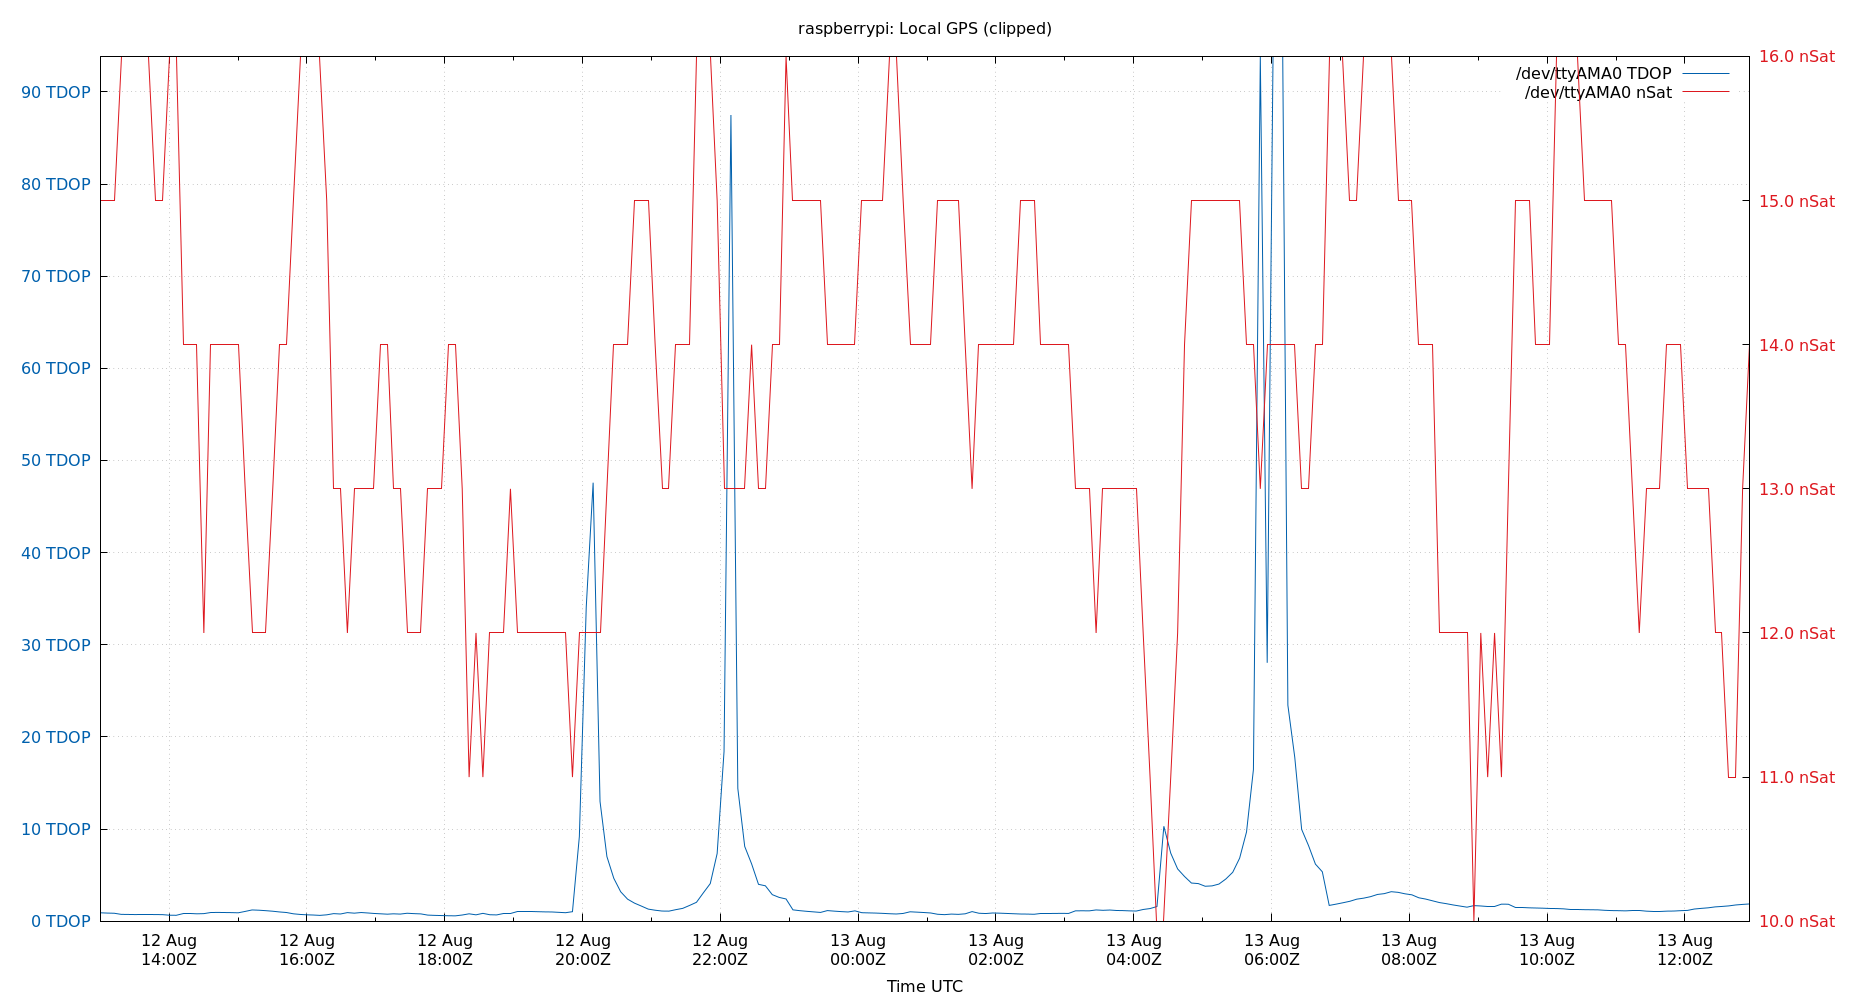 raspberrypi: Local GPS (clipped)
/dev/ttyAMA0 TDOP
/dev/ttyAMA0 nSat
90 TDOP
80 TDOP
70 TDOP
60 TDOP
50 TDOP
40 TDOP
30 TDOP
20 TDOP
10 TDOP
0 TDOP
16.0 nSat
15.0 nSat
14.0 nSat
13.0 nSat
12.0 nSat
11.0 nSat
10.0 nSat
12 Aug
14:00Z
12 Aug
16:00Z
12 Aug
18:00Z
12 Aug
20:00Z
12 Aug
22:00Z
13 Aug
00:00Z
13 Aug
02:00Z
13 Aug
04:00Z
13 Aug
06:00Z
13 Aug
08:00Z
13 Aug
10:00Z
13 Aug
12:00Z
Time UTC